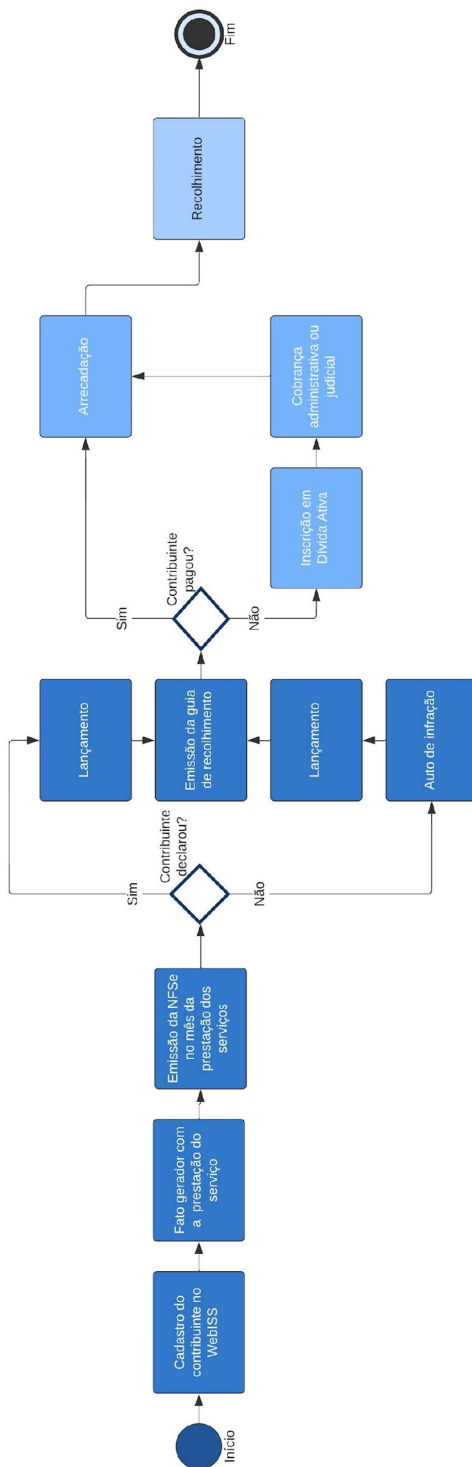 Início
Cadastro do
contribuinte no
WebISS
Fato gerador com
a prestação do
serviço
Emissão da NFSe
no mês da
prestação dos
serviços
Contribuinte
declarou?
Sim
Não
Lançamento
Emissão da guia
de recolhimento
Lançamento
Auto de infração
Contribuinte
pagou?
Sim
Não
Arrecadação
Inscrição em
Dívida Ativa
Cobrança
administrativa ou
judicial
Recolhimento
Fim